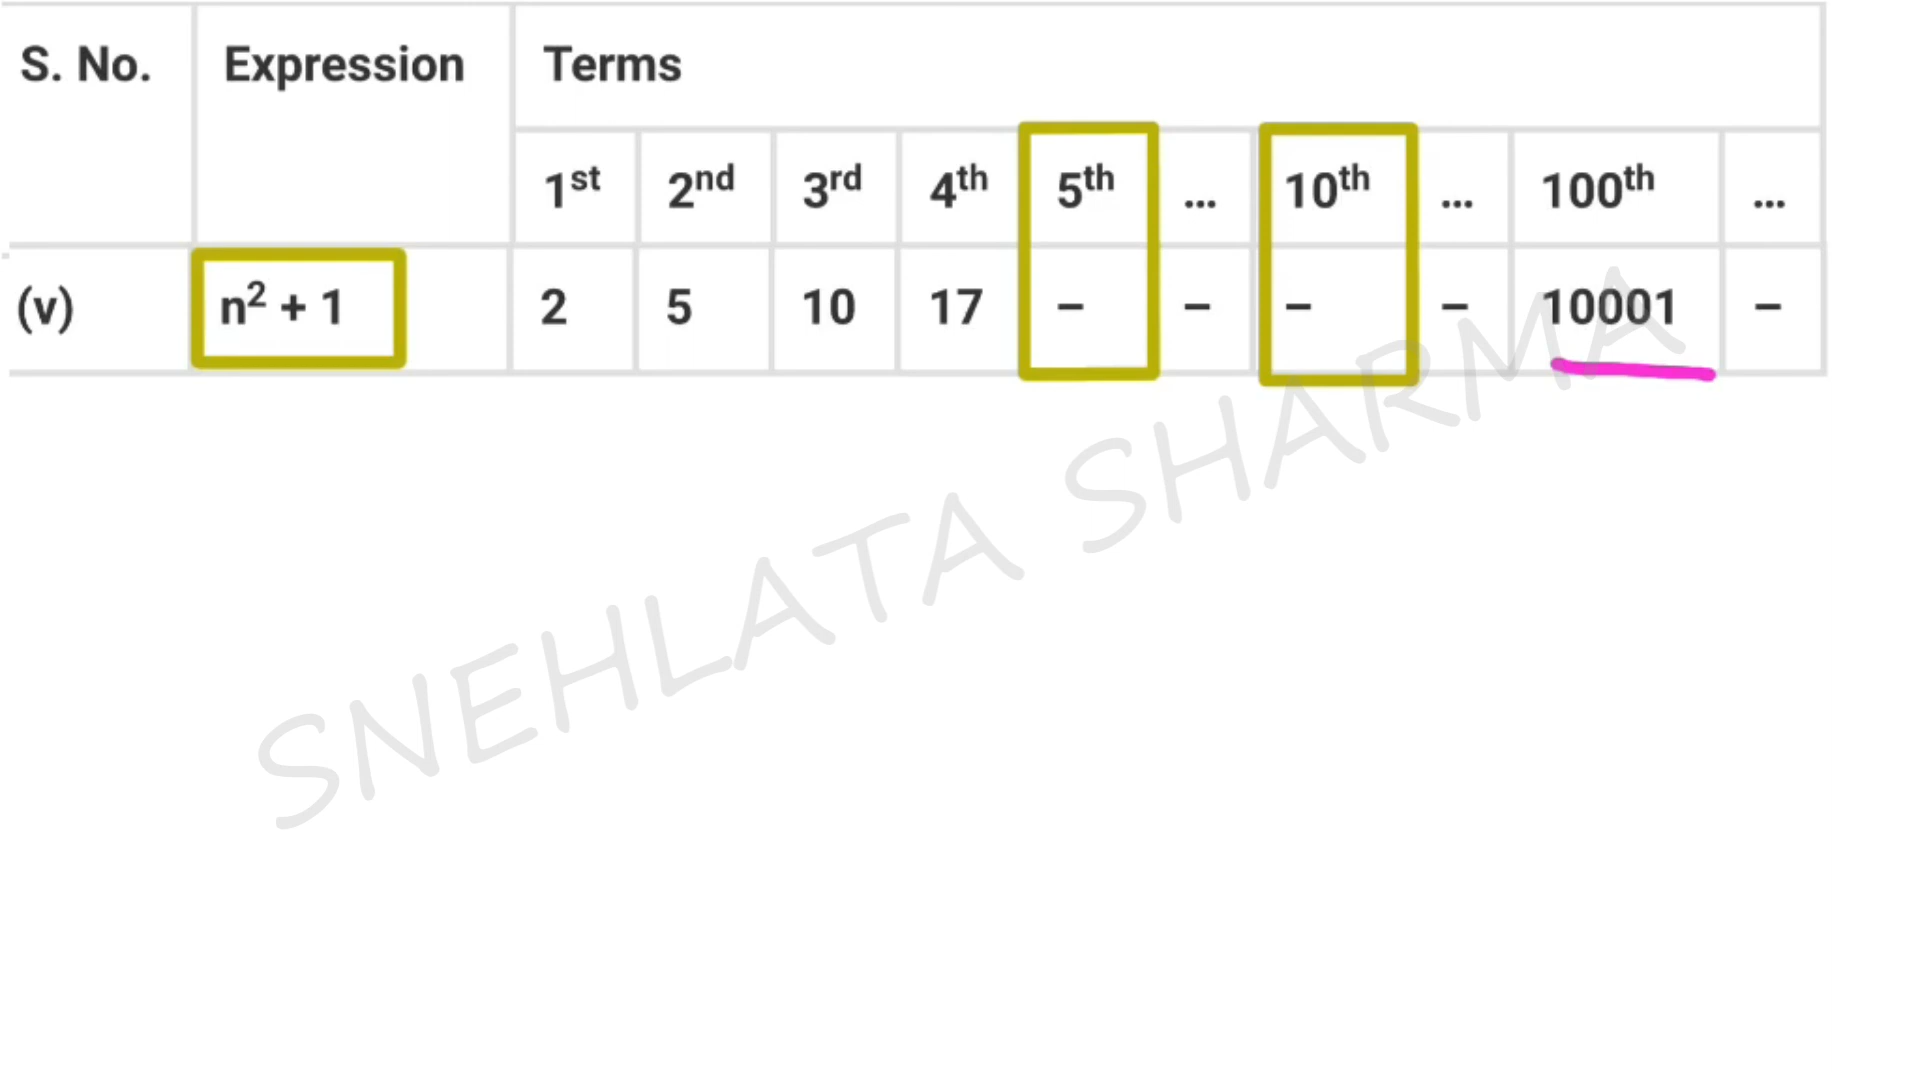 S. No. Expression Terms
1st 2nd 3rd 4th 5th ... 10th ... 100th ...
(v) n² + 1 2 5 10 17 – – – – 10001 –
SNEHLATA SHARMA